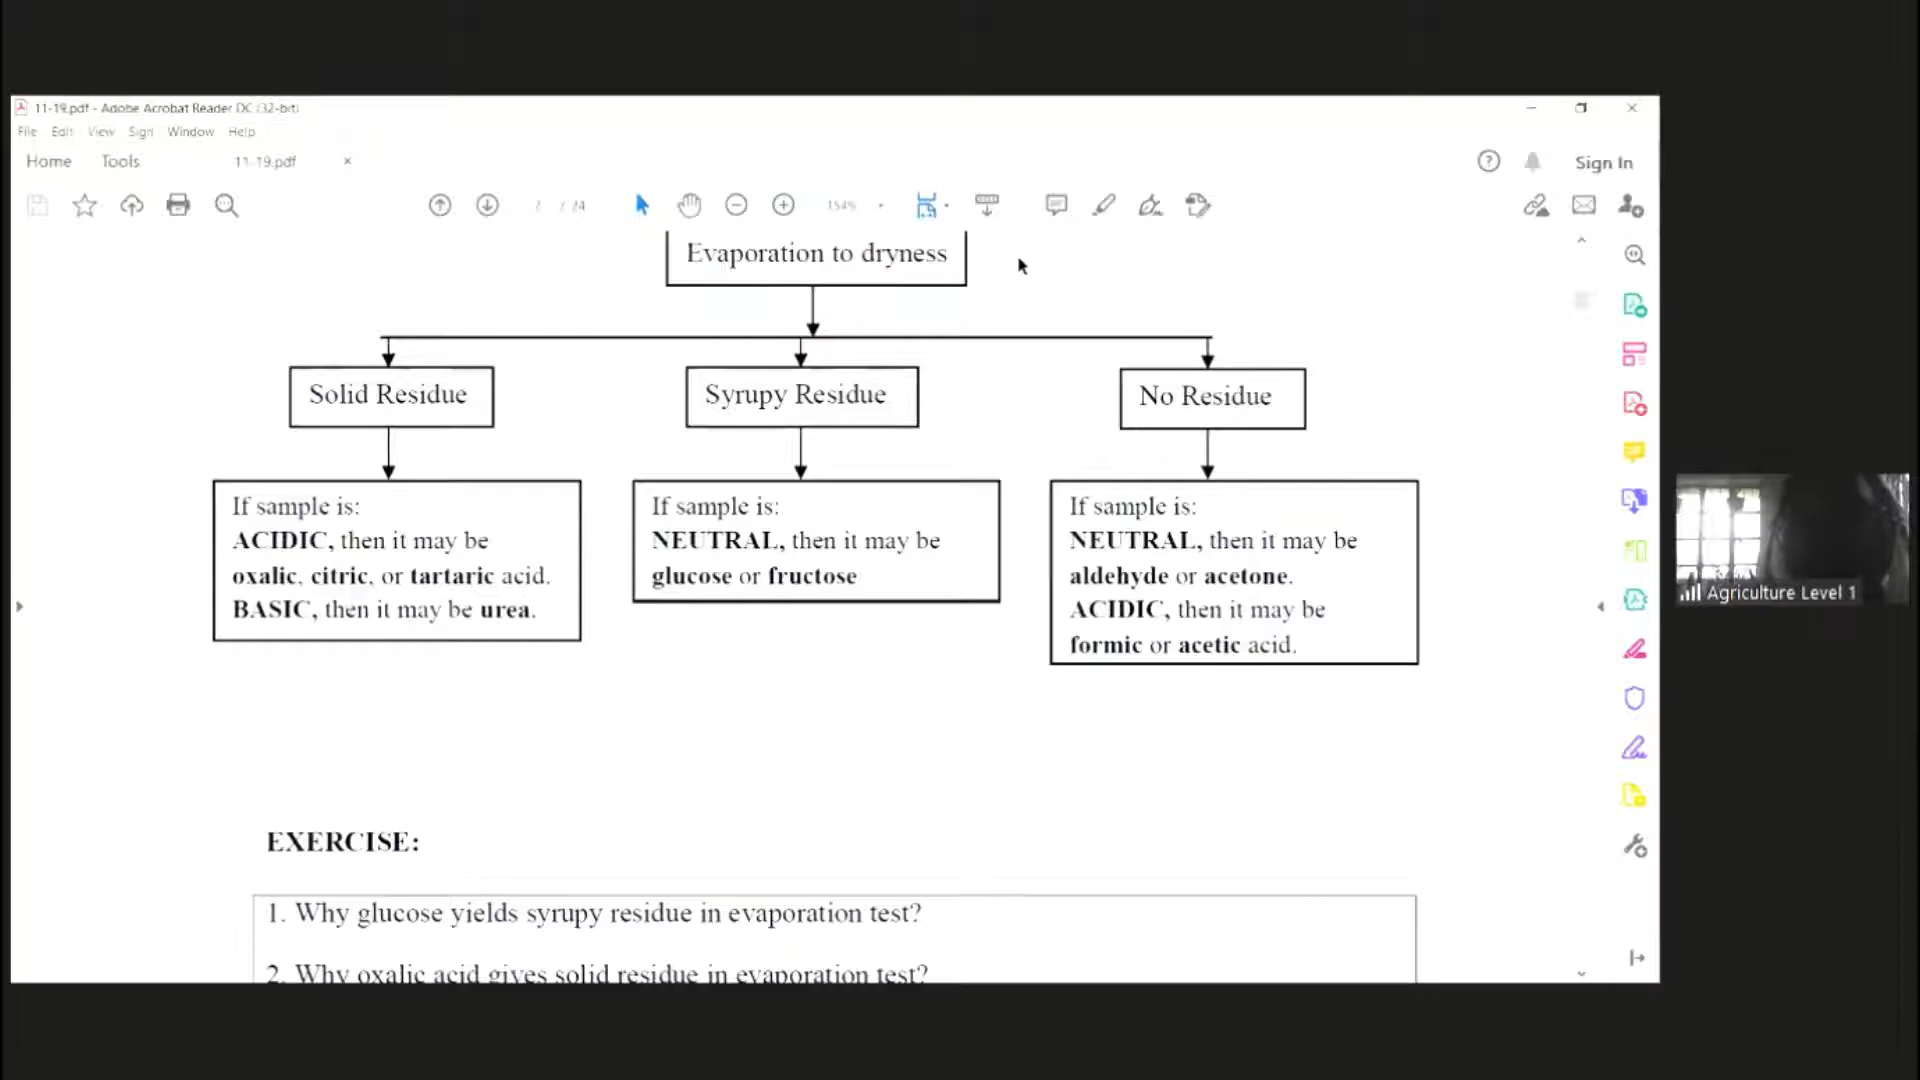 11-19.pdf - Adobe Acrobat Reader DC (32-bit)
File Edit View Sign Window Help
Home Tools 11-19.pdf
Sign In
/ 24
154%
Evaporation to dryness
Solid Residue
Syrupy Residue
No Residue
If sample is:
ACIDIC, then it may be
oxalic, citric, or tartaric acid.
BASIC, then it may be urea.
If sample is:
NEUTRAL, then it may be
glucose or fructose
If sample is:
NEUTRAL, then it may be
aldehyde or acetone.
ACIDIC, then it may be
formic or acetic acid.
Agriculture Level 1
EXERCISE:
1. Why glucose yields syrupy residue in evaporation test?
2. Why oxalic acid gives solid residue in evaporation test?